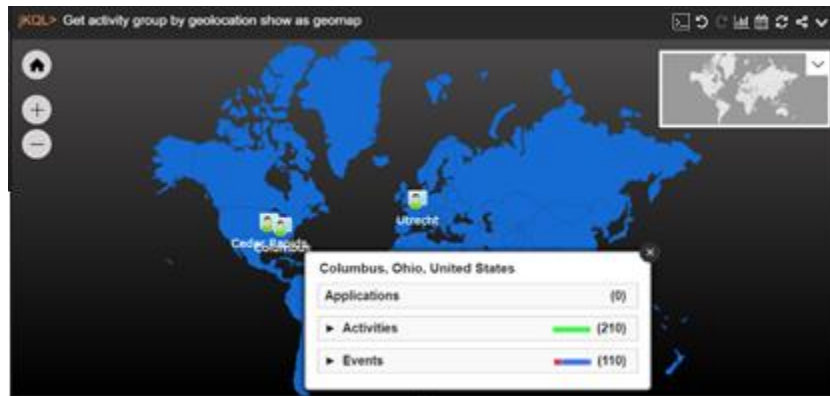 jKQL> Get activity group by geolocation show as geomap
Utrecht
Cedar Rapids
Columbus
Columbus, Ohio, United States
Applications (0)
► Activities (210)
► Events (110)